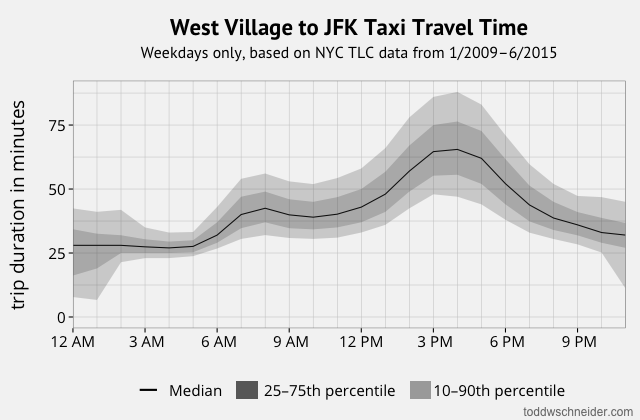 West Village to JFK Taxi Travel Time
Weekdays only, based on NYC TLC data from 1/2009–6/2015
trip duration in minutes
75
50
25
0
12 AM 3 AM 6 AM 9 AM 12 PM 3 PM 6 PM 9 PM
Median 25–75th percentile 10–90th percentile
toddwschneider.com